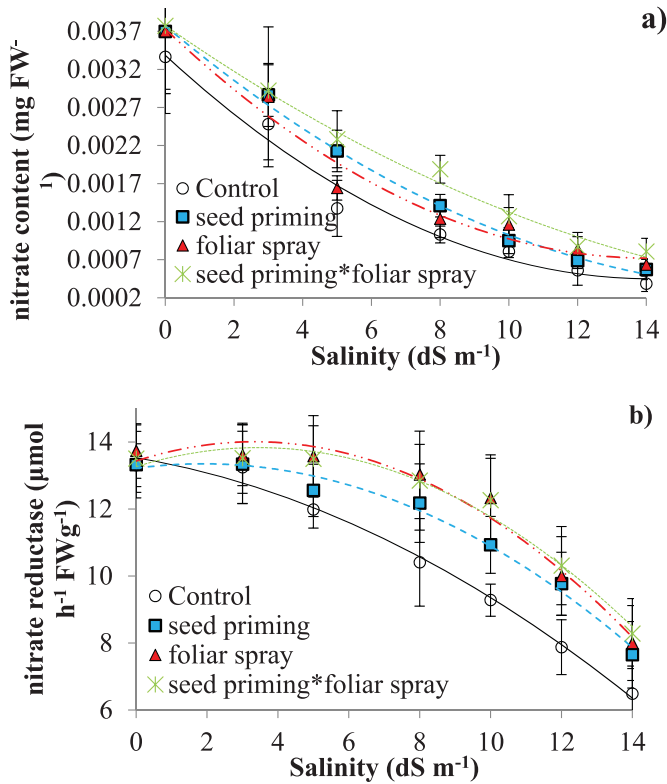 a)
nitrate content (mg FW-
1)
0.0037
0.0032
0.0027
0.0022
0.0017
0.0012
0.0007
0.0002
Control
seed priming
foliar spray
seed priming*foliar spray
0 2 4 6 8 10 12 14
Salinity (dS m-1)
b)
nitrate reductase (μmol
h-1 FWg-1)
14
12
10
8
6
Control
seed priming
foliar spray
seed priming*foliar spray
0 2 4 6 8 10 12 14
Salinity (dS m-1)